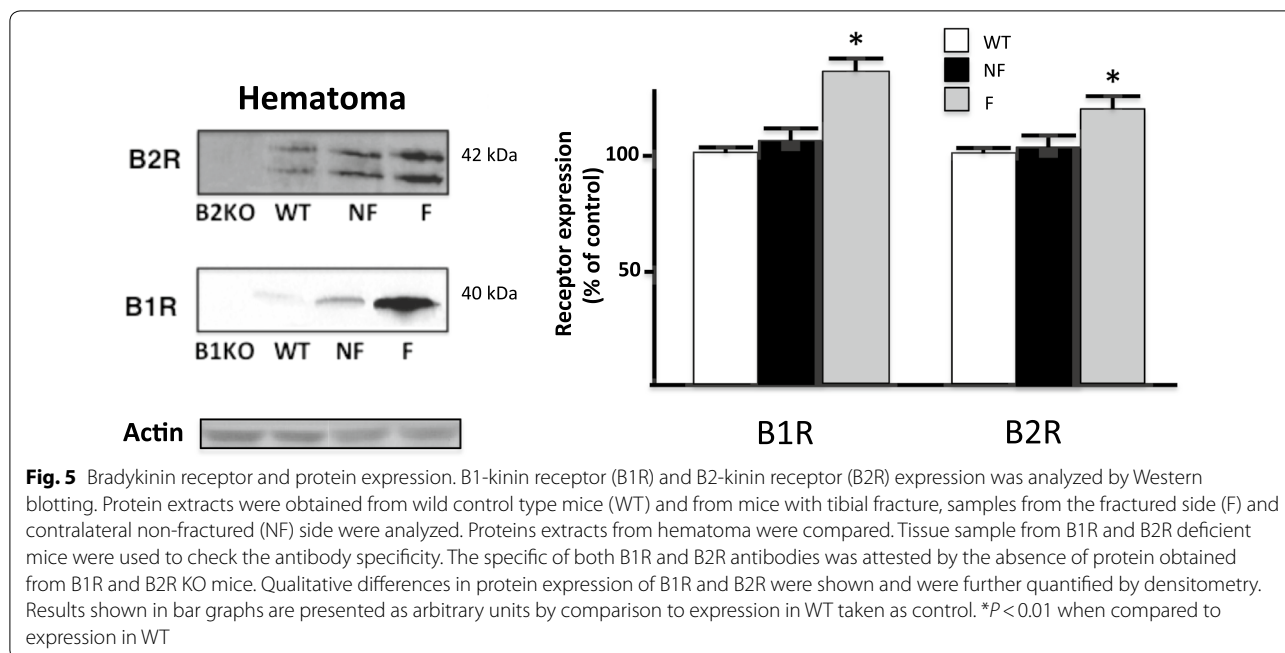 Hematoma
B2R
42 kDa
B2KO WT NF F
B1R
40 kDa
B1KO WT NF F
Actin
Receptor expression
(% of control)
100
50
*
*
WT
NF
F
B1R
B2R
Fig. 5 Bradykinin receptor and protein expression. B1-kinin receptor (B1R) and B2-kinin receptor (B2R) expression was analyzed by Western
blotting. Protein extracts were obtained from wild control type mice (WT) and from mice with tibial fracture, samples from the fractured side (F) and
contralateral non-fractured (NF) side were analyzed. Proteins extracts from hematoma were compared. Tissue sample from B1R and B2R deficient
mice were used to check the antibody specificity. The specific of both B1R and B2R antibodies was attested by the absence of protein obtained
from B1R and B2R KO mice. Qualitative differences in protein expression of B1R and B2R were shown and were further quantified by densitometry.
Results shown in bar graphs are presented as arbitrary units by comparison to expression in WT taken as control. *P < 0.01 when compared to
expression in WT